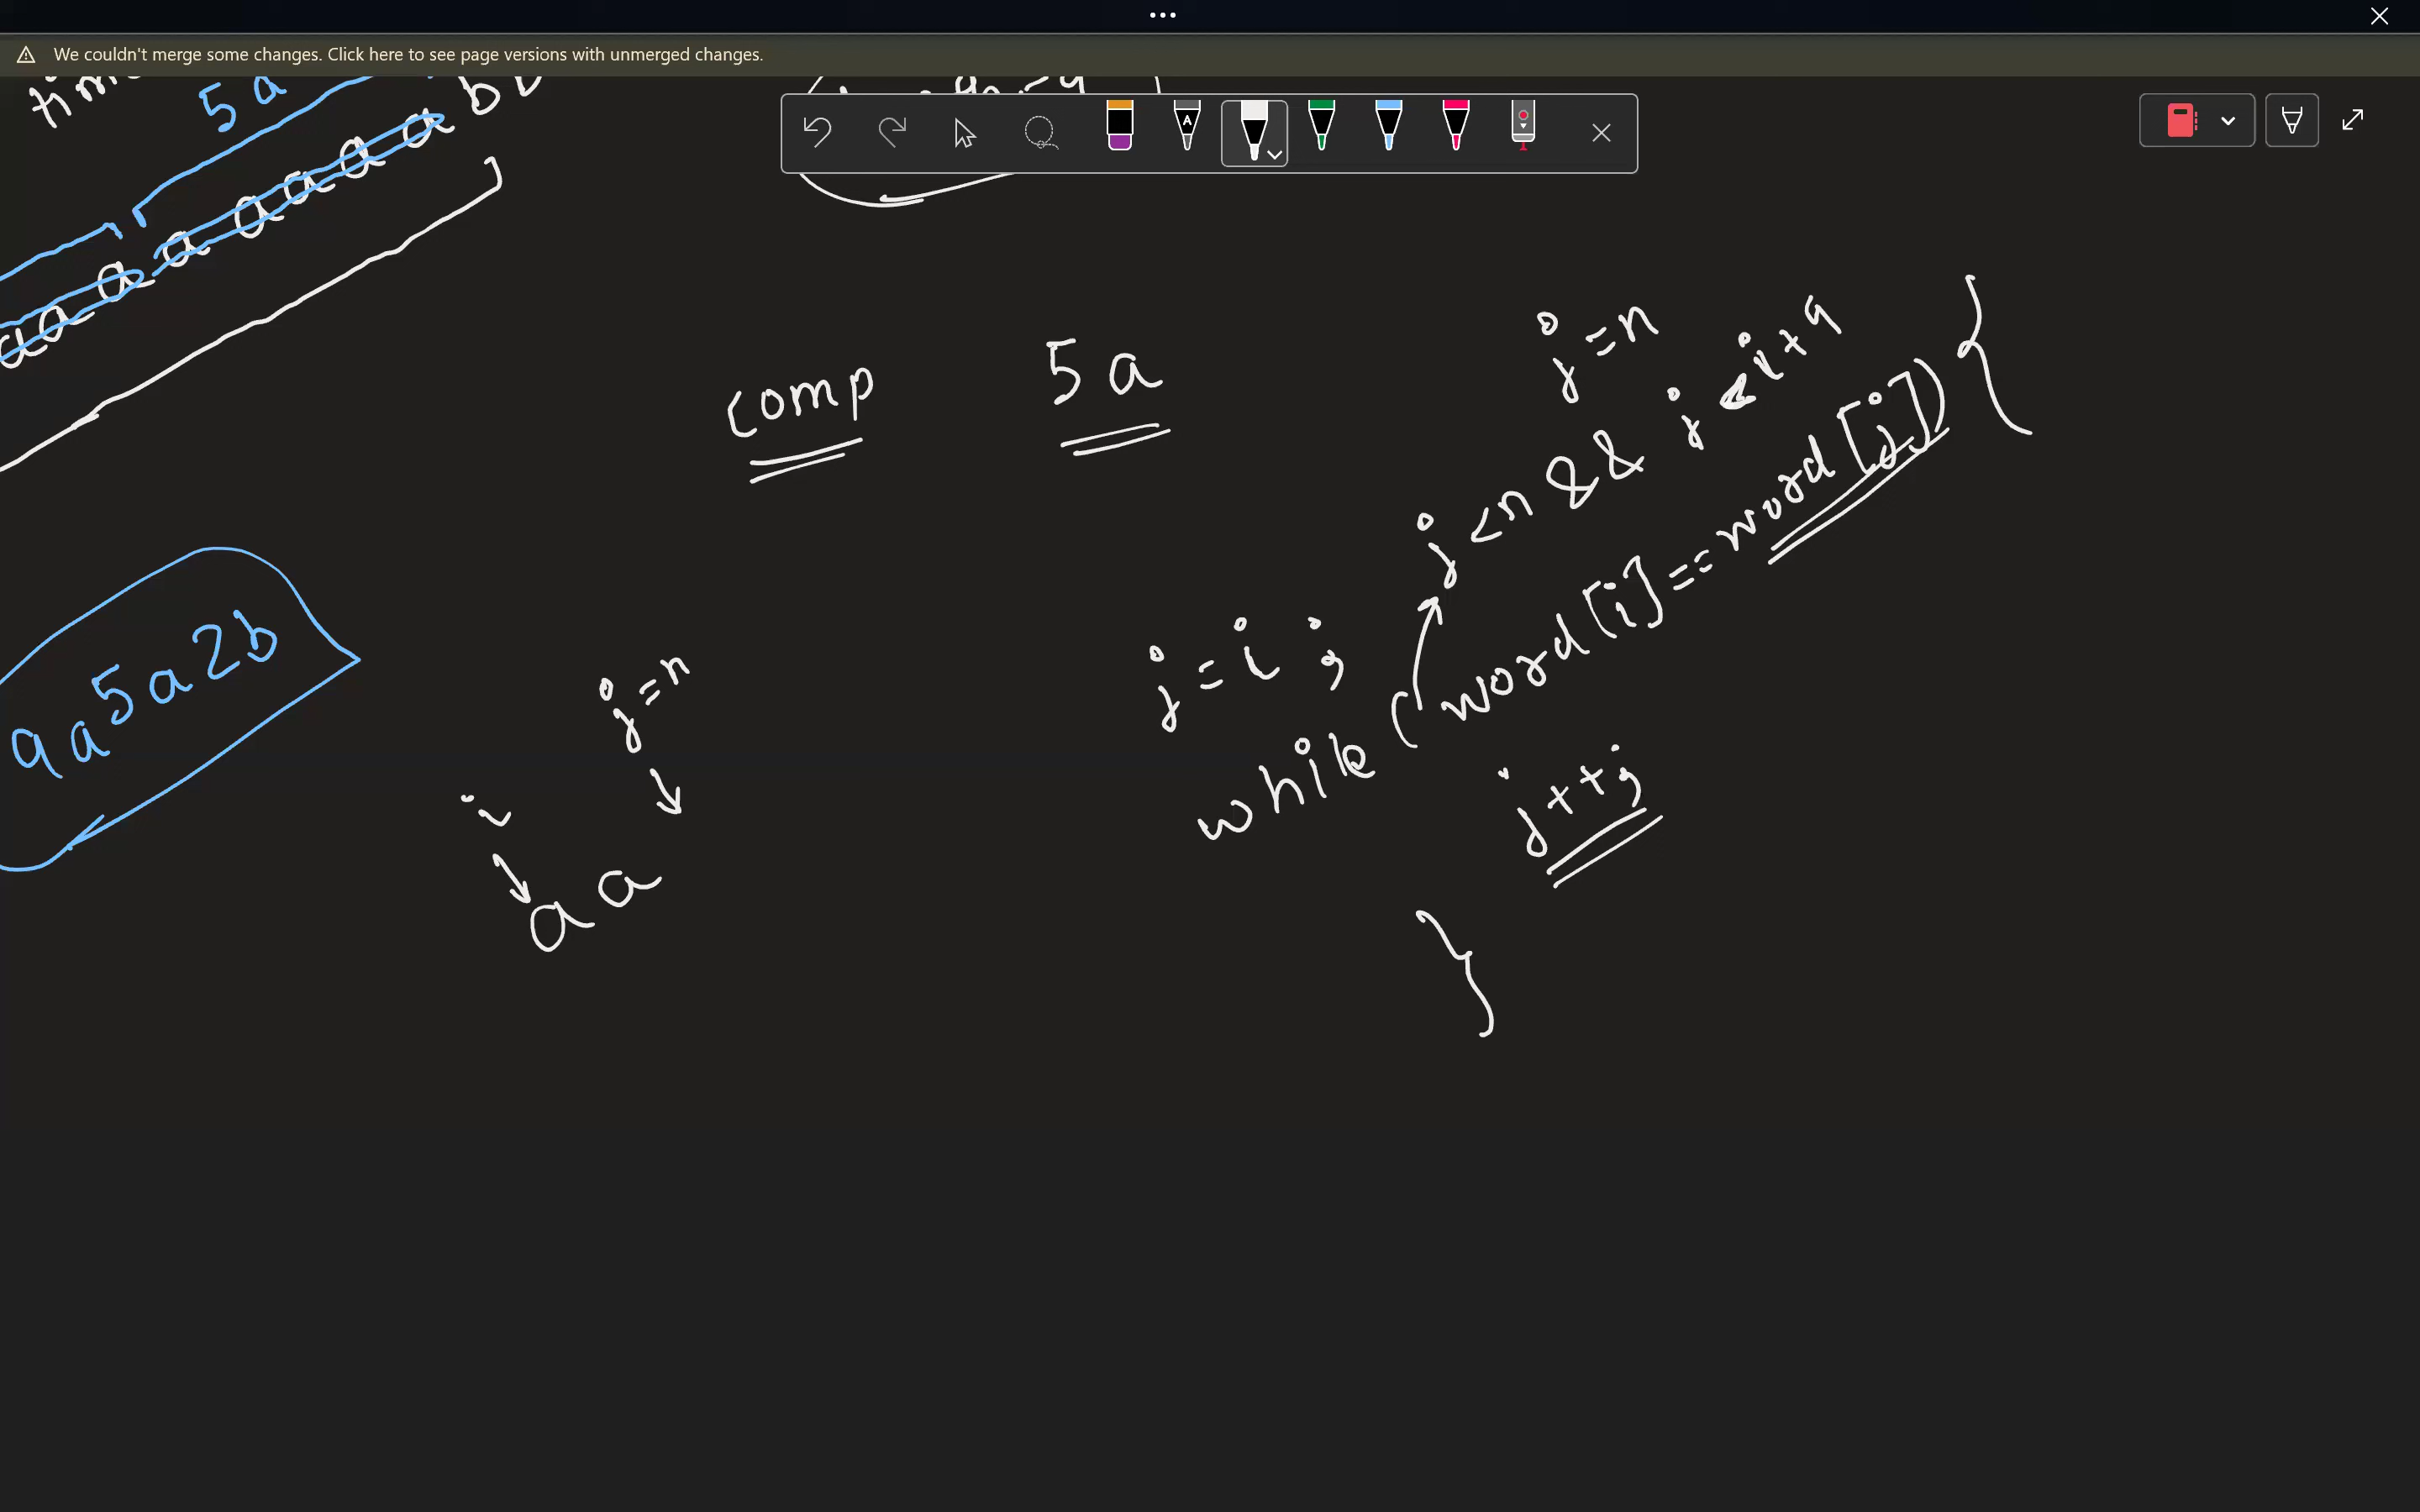 We couldn't merge some changes. Click here to see page versions with unmerged changes.
5a
a a a a a a a a b b
comp
5a
j=n
j<n && j<i+9
j=i;
while(word[i]==word[j]){
j++;
}
9a5a2b
j=n
i
a a